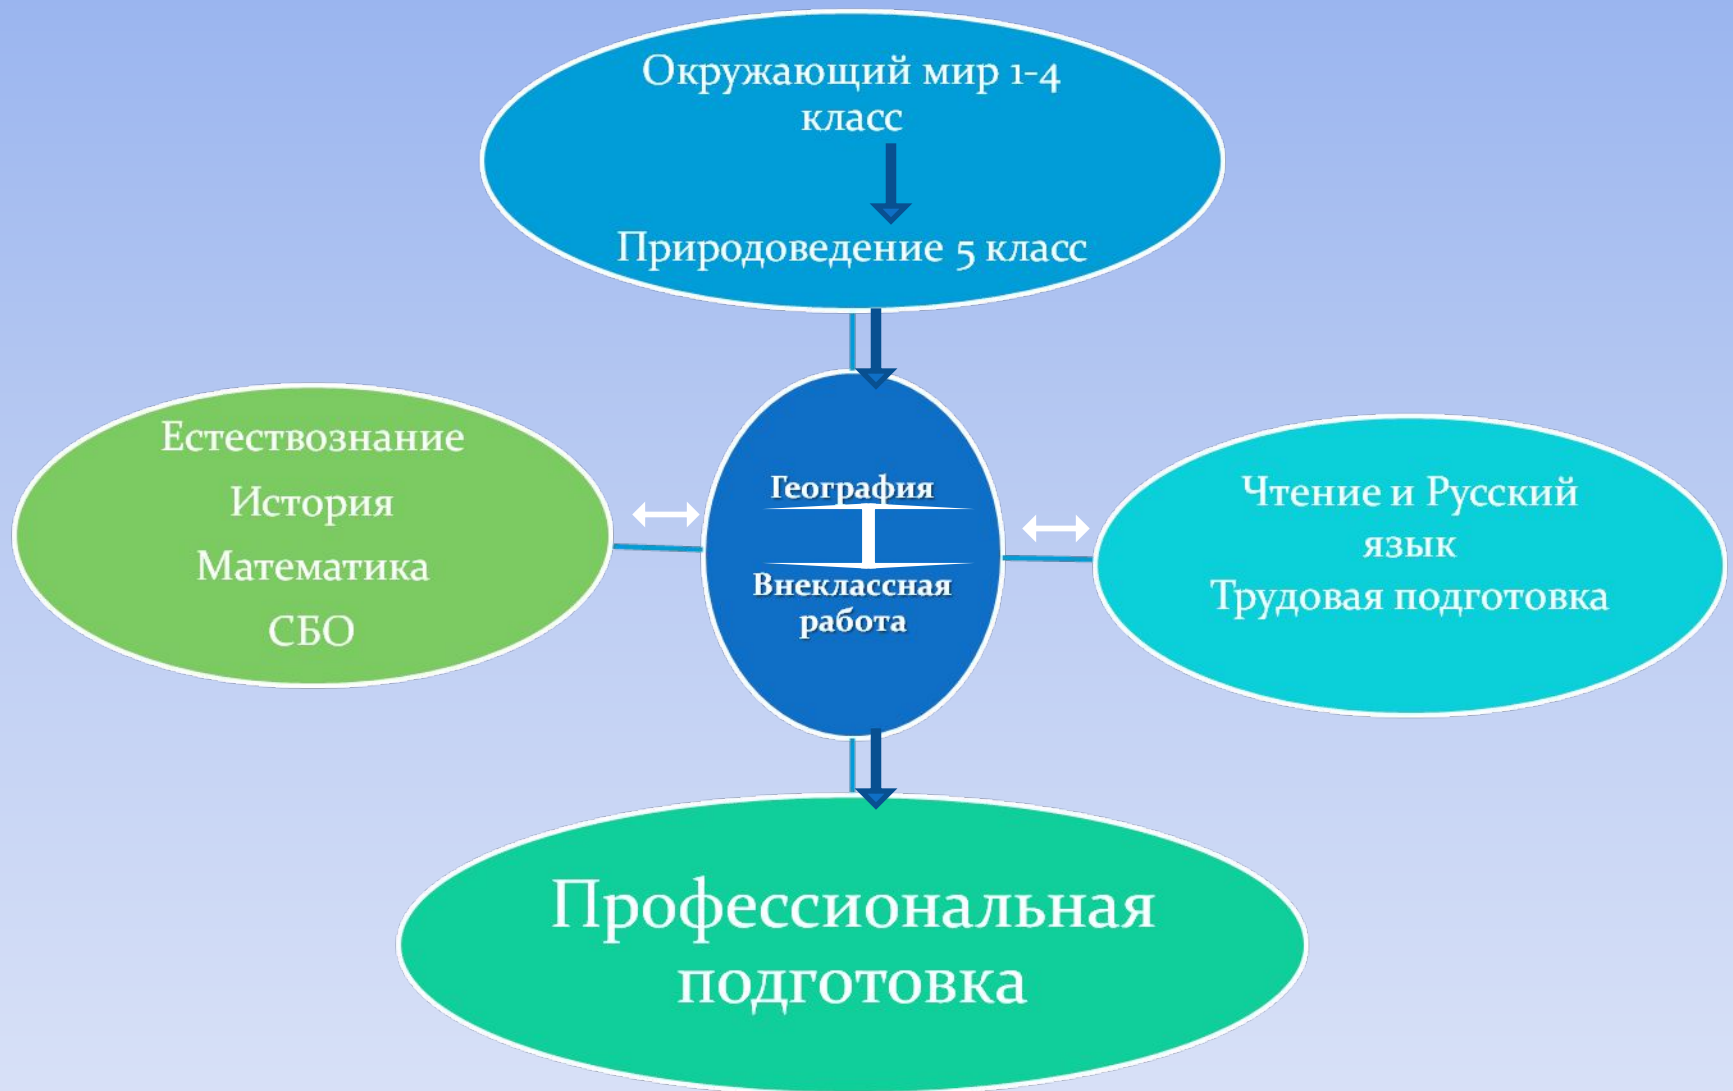 Окружающий мир 1-4
класс
Природоведение 5 класс
Естествознание
История
Математика
СБО
География
Внеклассная
работа
Чтение и Русский
язык
Трудовая подготовка
Профессиональная
подготовка